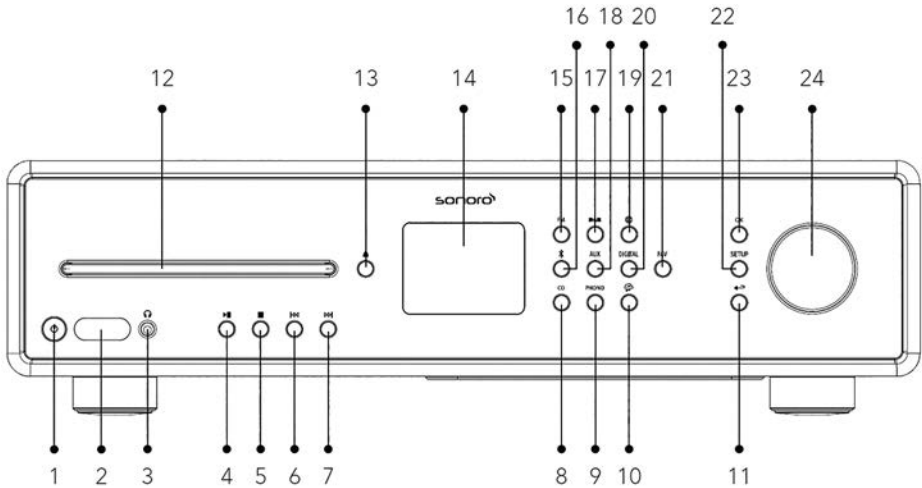 16 18 20 22
12 13 14 15 17 19 21 23 24
sonoro
FM DAB OK
AUX DIGITAL FAV SETUP
CD PHONO
1 2 3 4 5 6 7 8 9 10 11